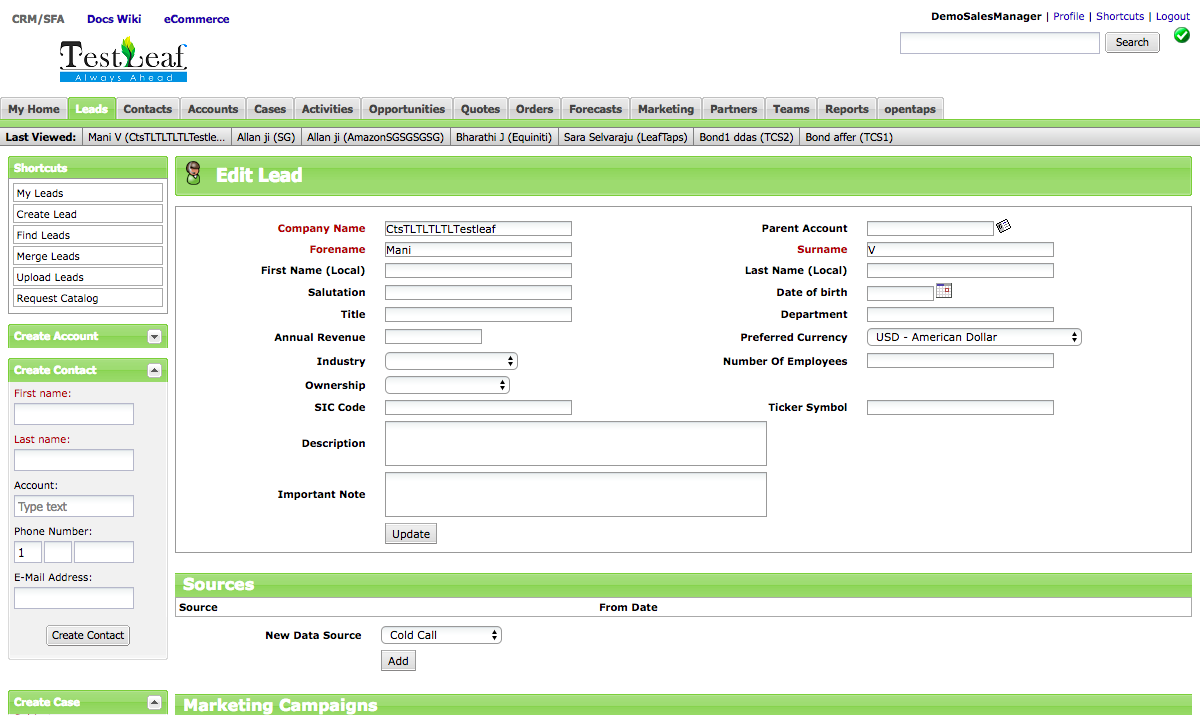 CRM/SFA Docs Wiki eCommerce
DemoSalesManager | Profile | Shortcuts | Logout
TestLeaf
Always Ahead
Search
My Home Leads Contacts Accounts Cases Activities Opportunities Quotes Orders Forecasts Marketing Partners Teams Reports opentaps
Last Viewed: Mani V (CtsTLTLTLTLTestle... Allan ji (SG) Allan ji (AmazonSGSGSGSG) Bharathi J (Equiniti) Sara Selvaraju (LeafTaps) Bond1 ddas (TCS2) Bond affer (TCS1)
Shortcuts
My Leads
Create Lead
Find Leads
Merge Leads
Upload Leads
Request Catalog
Create Account
Create Contact
First name:
Last name:
Account:
Type text
Phone Number:
1
E-Mail Address:
Create Contact
Create Case
Edit Lead
Company Name CtsTLTLTLTLTestleaf Parent Account
Forename Mani Surname V
First Name (Local) Last Name (Local)
Salutation Date of birth
Title Department
Annual Revenue Preferred Currency USD - American Dollar
Industry Number Of Employees
Ownership
SIC Code Ticker Symbol
Description
Important Note
Update
Sources
Source From Date
New Data Source Cold Call
Add
Marketing Campaigns